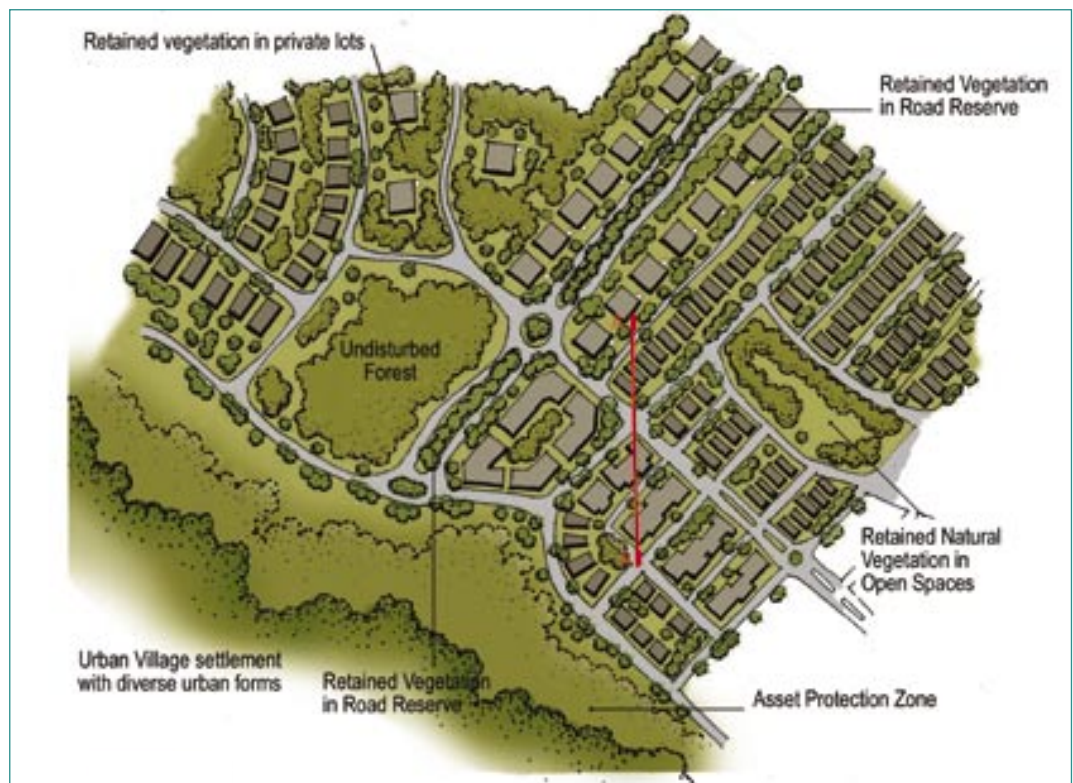 Retained vegetation in private lots
Retained Vegetation
in Road Reserve
Undisturbed
Forest
Retained Natural
Vegetation in
Open Spaces
Urban Village settlement
with diverse urban forms
Retained Vegetation
in Road Reserve
Asset Protection Zone